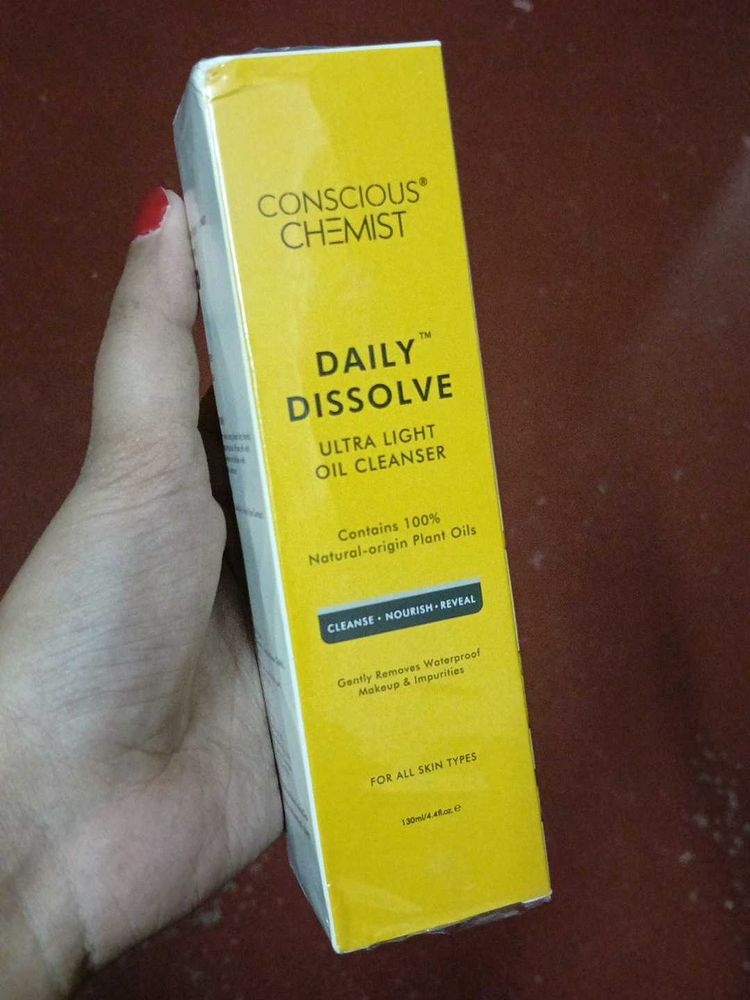 CONSCIOUS®
CHEMIST
DAILY™
DISSOLVE
ULTRA LIGHT
OIL CLEANSER
Contains 100%
Natural-origin Plant Oils
CLEANSE • NOURISH • REVEAL
Gently Removes Waterproof
Makeup & Impurities
FOR ALL SKIN TYPES
130ml/4.4fl.oz. ℮